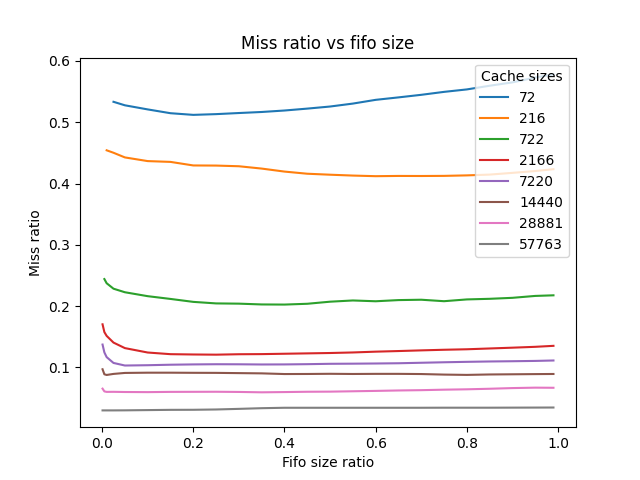 Miss ratio vs fifo size
Miss ratio
0.6
0.5
0.4
0.3
0.2
0.1
Cache sizes
72
216
722
2166
7220
14440
28881
57763
0.0 0.2 0.4 0.6 0.8 1.0
Fifo size ratio